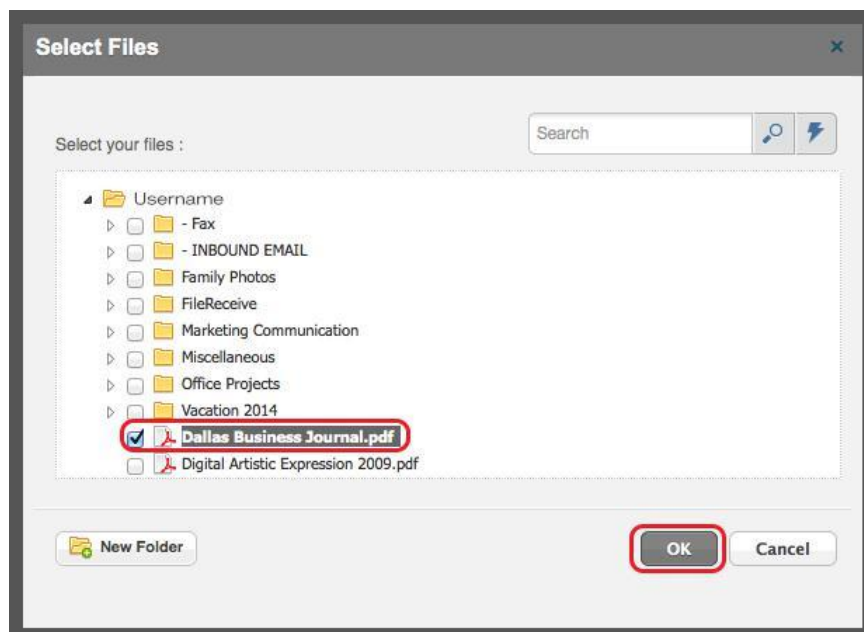 Select Files
Search
Select your files :
Username
- Fax
- INBOUND EMAIL
Family Photos
FileReceive
Marketing Communication
Miscellaneous
Office Projects
Vacation 2014
Dallas Business Journal.pdf
Digital Artistic Expression 2009.pdf
New Folder
OK
Cancel